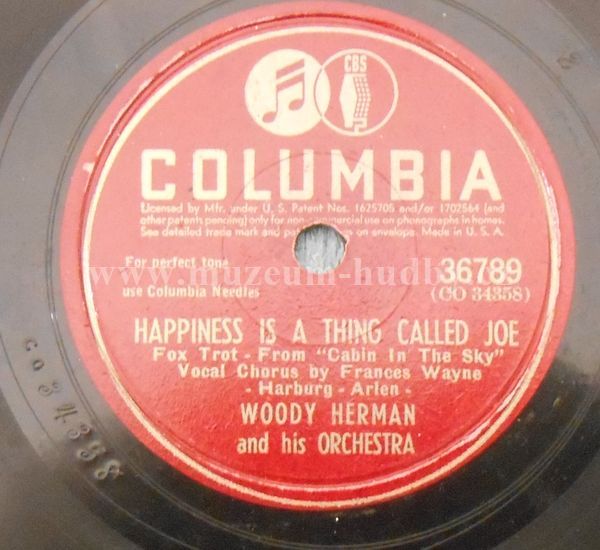 CBS
COLUMBIA
Licensed by Mfr. under U. S. Patent Nos. 1625705 and/or 1702564 (and
other patents pending) only for non-commercial use on phonographs in homes.
See detailed trade mark and on envelope. Made in U. S. A.
For perfect tone
use Columbia Needles
36789
(CO 34358)
www.muzeum-hudby
HAPPINESS IS A THING CALLED JOE
Fox Trot - From "Cabin In The Sky"
Vocal Chorus by Frances Wayne
- Harburg - Arlen -
WOODY HERMAN
and his ORCHESTRA
CO34358